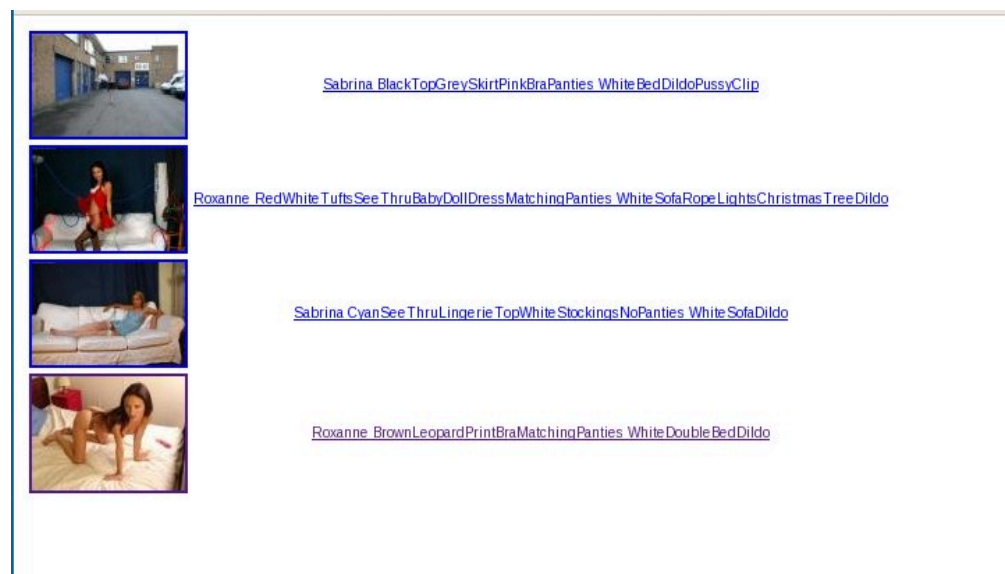 Sabrina BlackTopGreySkirtPinkBraPanties WhiteBedDildoPussyClip
Roxanne RedWhiteTuftsSeeThruBabyDollDressMatchingPanties WhiteSofaRopeLightsChristmasTreeDildo
Sabrina CyanSeeThruLingerieTopWhiteStockingsNoPanties WhiteSofaDildo
Roxanne BrownLeopardPrintBraMatchingPanties WhiteDoubleBedDildo